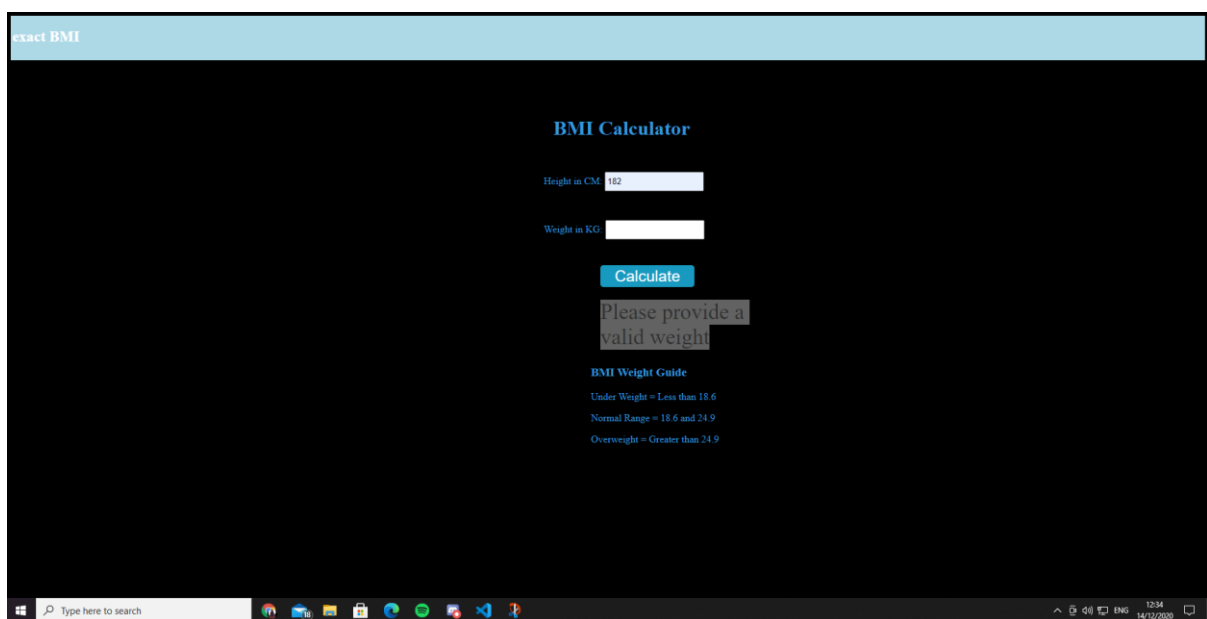 exact BMI
BMI Calculator
Height in CM: 182
Weight in KG:
Calculate
Please provide a
valid weight
BMI Weight Guide
Under Weight = Less than 18.6
Normal Range = 18.6 and 24.9
Overweight = Greater than 24.9
Type here to search
18
ENG
12:34
14/12/2020